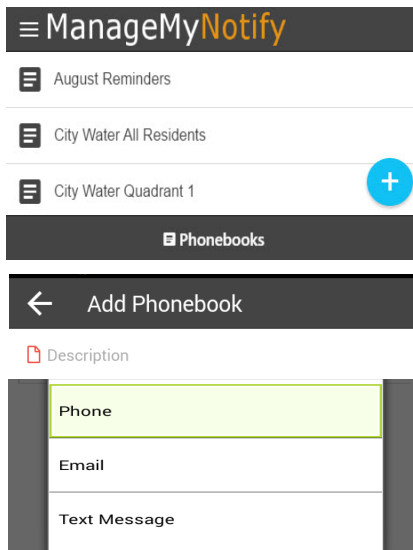 ManageMyNotify
August Reminders
City Water All Residents
City Water Quadrant 1
Phonebooks
Add Phonebook
Description
Phone
Email
Text Message